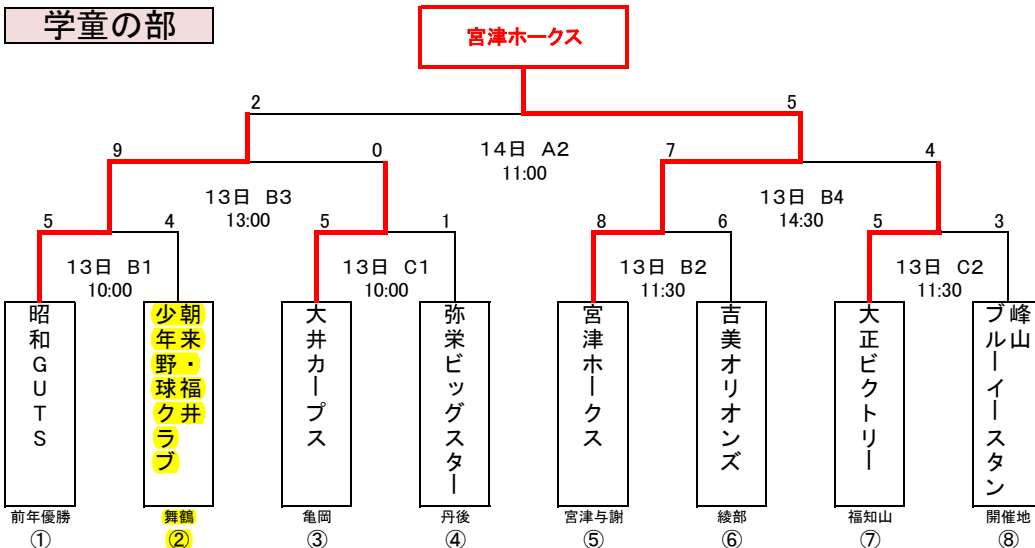 学童の部
宮津ホークス
2
5
14日 A2
11:00
9
0
7
4
13日 B3
13:00
13日 B4
14:30
5
4
5
1
8
6
5
3
13日 B1
10:00
13日 C1
10:00
13日 B2
11:30
13日 C2
11:30
昭和GUTS
朝来・福井
少年野球クラブ
大井カープス
弥栄ビッグスター
宮津ホークス
吉美オリオンズ
大正ビクトリー
峰山
ブルーイースタン
前年優勝
舞鶴
亀岡
丹後
宮津与謝
綾部
福知山
開催地
①
②
③
④
⑤
⑥
⑦
⑧